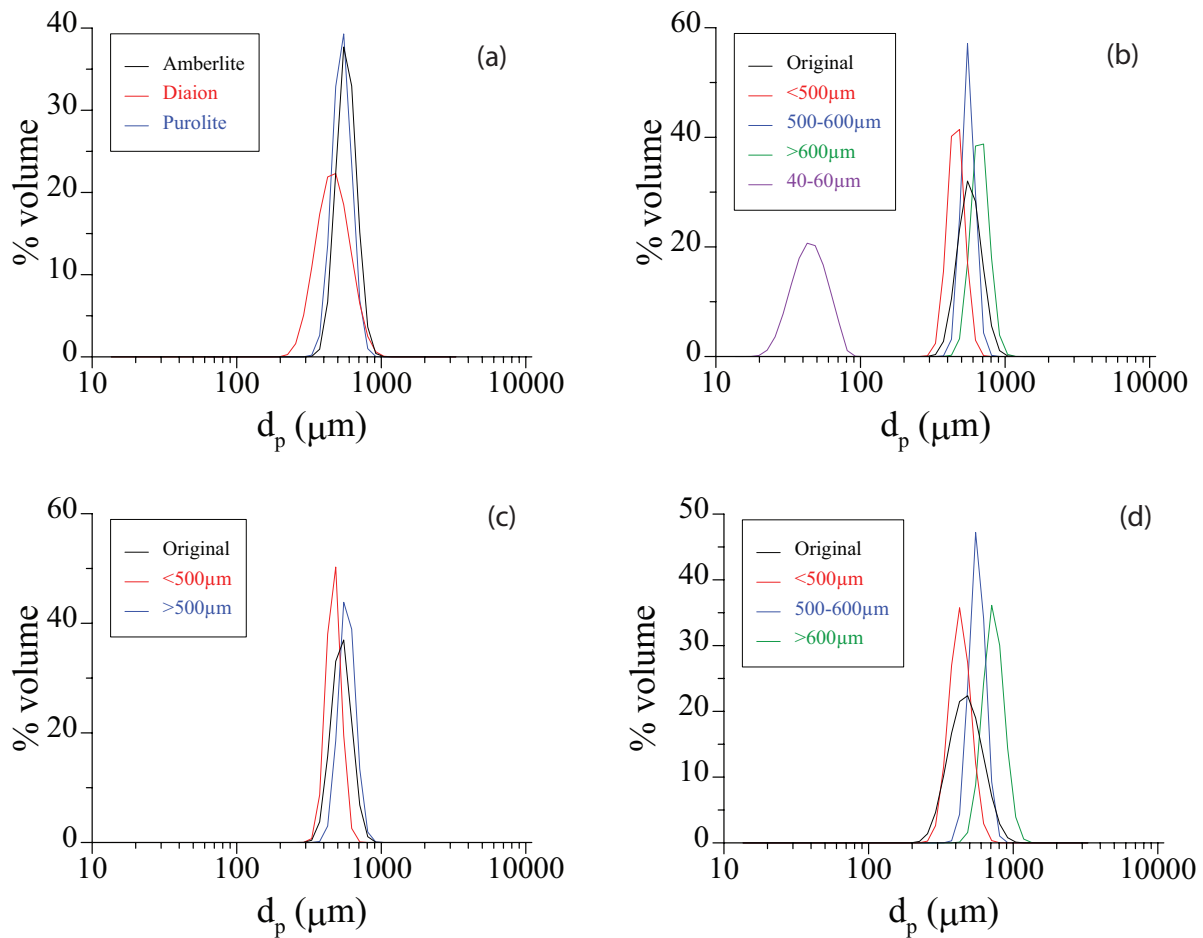 (a)
% volume
40
30
20
10
0
Amberlite
Diaion
Purolite
10 100 1000 10000
dp (μm)
(b)
% volume
60
40
20
0
Original
<500μm
500-600μm
>600μm
40-60μm
10 100 1000 10000
dp (μm)
(c)
% volume
60
40
20
0
Original
<500μm
>500μm
10 100 1000 10000
dp (μm)
(d)
% volume
50
40
30
20
10
0
Original
<500μm
500-600μm
>600μm
10 100 1000 10000
dp (μm)